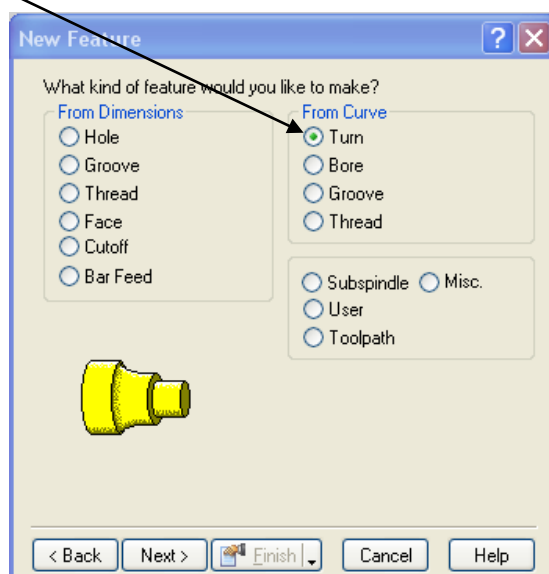 New Feature
What kind of feature would you like to make?
From Dimensions
Hole
Groove
Thread
Face
Cutoff
Bar Feed
From Curve
Turn
Bore
Groove
Thread
Subspindle Misc.
User
Toolpath
< Back Next > Finish Cancel Help